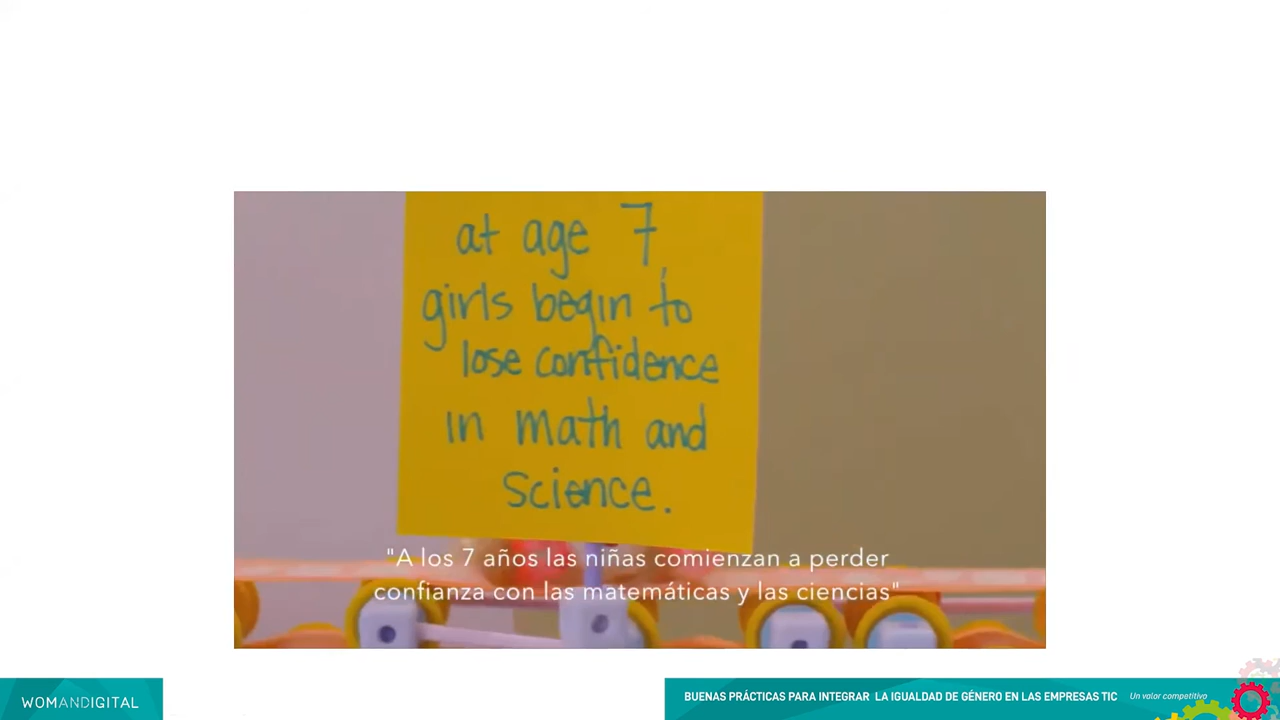 at age 7,
girls begin to
lose confidence
in math and
science.
"A los 7 años las niñas comienzan a perder
confianza con las matemáticas y las ciencias"
WOMANDIGITAL
BUENAS PRÁCTICAS PARA INTEGRAR LA IGUALDAD DE GÉNERO EN LAS EMPRESAS TIC Un valor competitivo